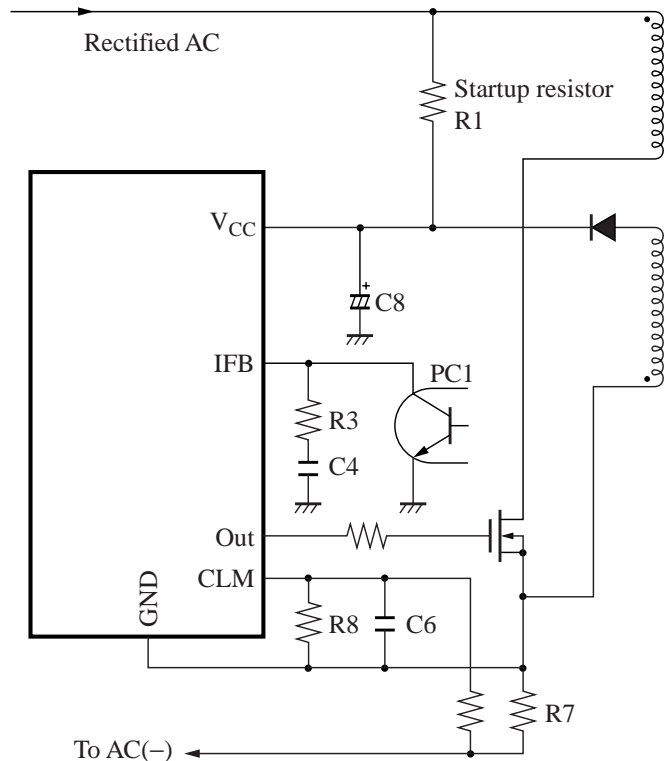 Rectified AC
Startup resistor
R1
VCC
+
C8
IFB
PC1
R3
C4
Out
CLM
GND
R8
C6
R7
To AC(−)